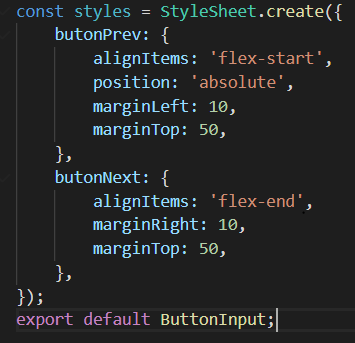 const styles = StyleSheet.create({
    butonPrev: {
        alignItems: 'flex-start',
        position: 'absolute',
        marginLeft: 10,
        marginTop: 50,
    },
    butonNext: {
        alignItems: 'flex-end',
        marginRight: 10,
        marginTop: 50,
    },
});
export default ButtonInput;